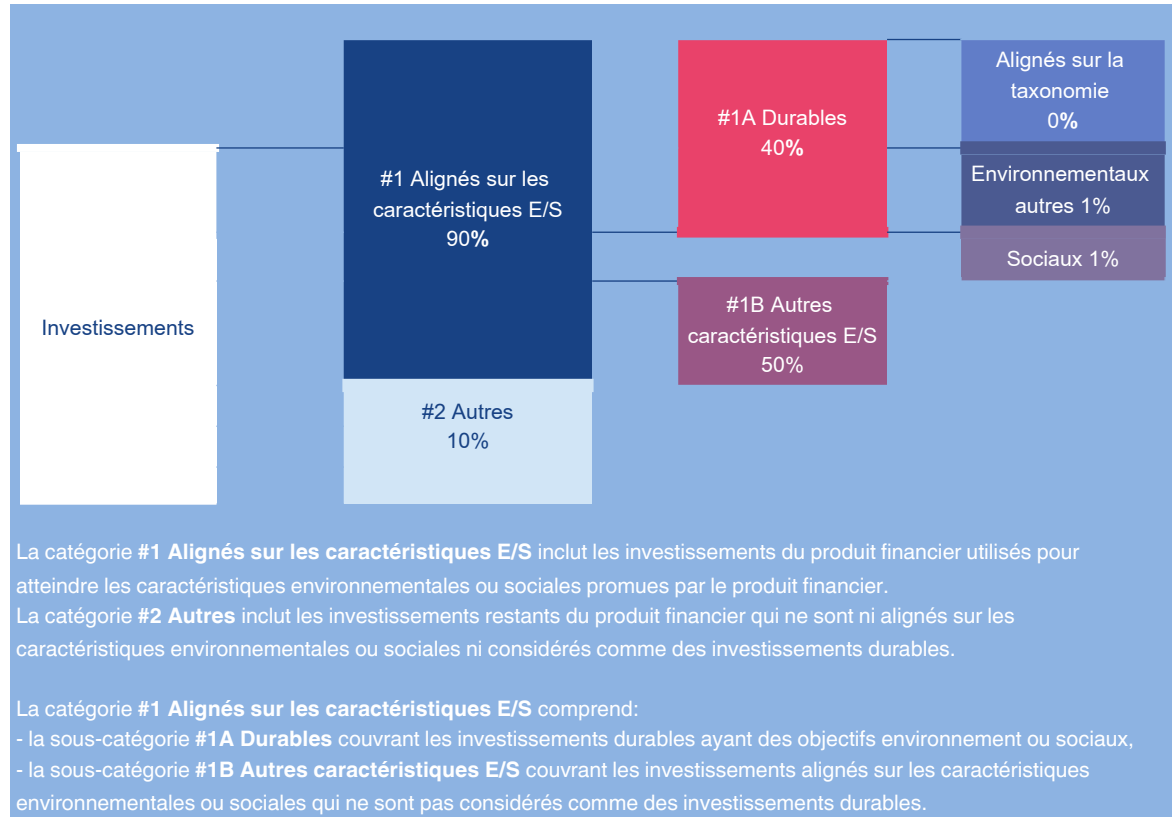 Investissements
#1 Alignés sur les
caractéristiques E/S
90%
#2 Autres
10%
#1A Durables
40%
#1B Autres
caractéristiques E/S
50%
Alignés sur la
taxonomie
0%
Environnementaux
autres 1%
Sociaux 1%
La catégorie #1 Alignés sur les caractéristiques E/S inclut les investissements du produit financier utilisés pour
atteindre les caractéristiques environnementales ou sociales promues par le produit financier.
La catégorie #2 Autres inclut les investissements restants du produit financier qui ne sont ni alignés sur les
caractéristiques environnementales ou sociales ni considérés comme des investissements durables.
La catégorie #1 Alignés sur les caractéristiques E/S comprend:
- la sous-catégorie #1A Durables couvrant les investissements durables ayant des objectifs environnement ou sociaux,
- la sous-catégorie #1B Autres caractéristiques E/S couvrant les investissements alignés sur les caractéristiques
environnementales ou sociales qui ne sont pas considérés comme des investissements durables.